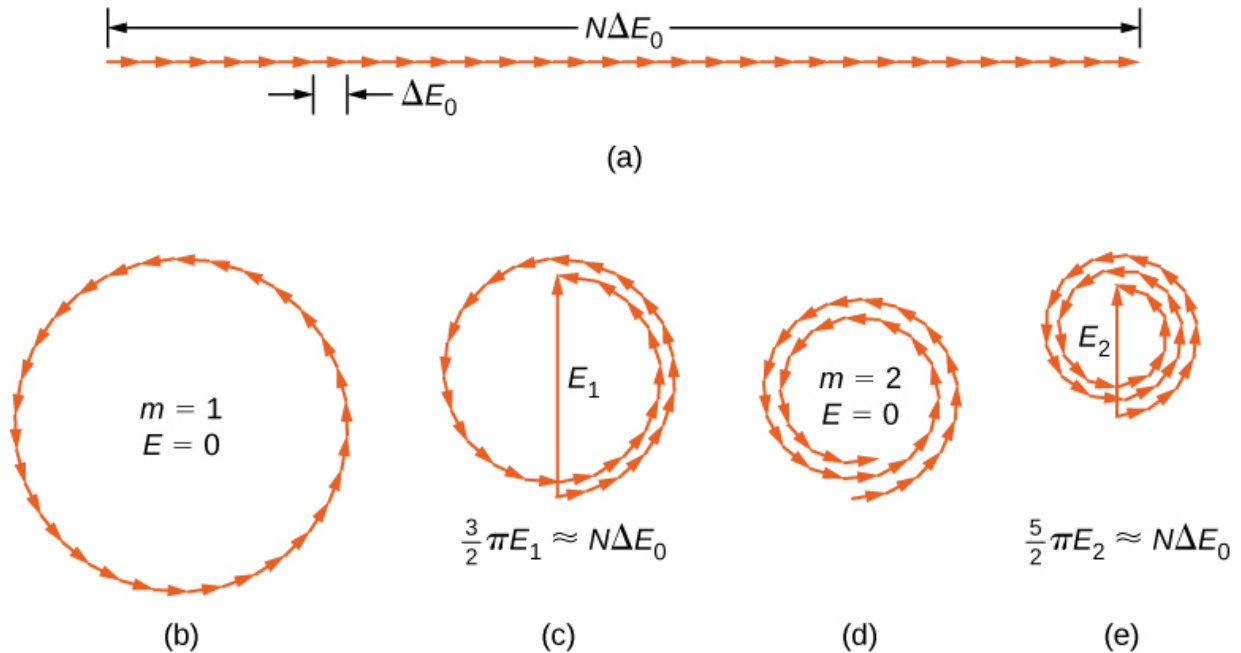 NΔE₀
ΔE₀
(a)
m = 1
E = 0
E₁
m = 2
E = 0
E₂
3/2 πE₁ ≈ NΔE₀
5/2 πE₂ ≈ NΔE₀
(b)
(c)
(d)
(e)